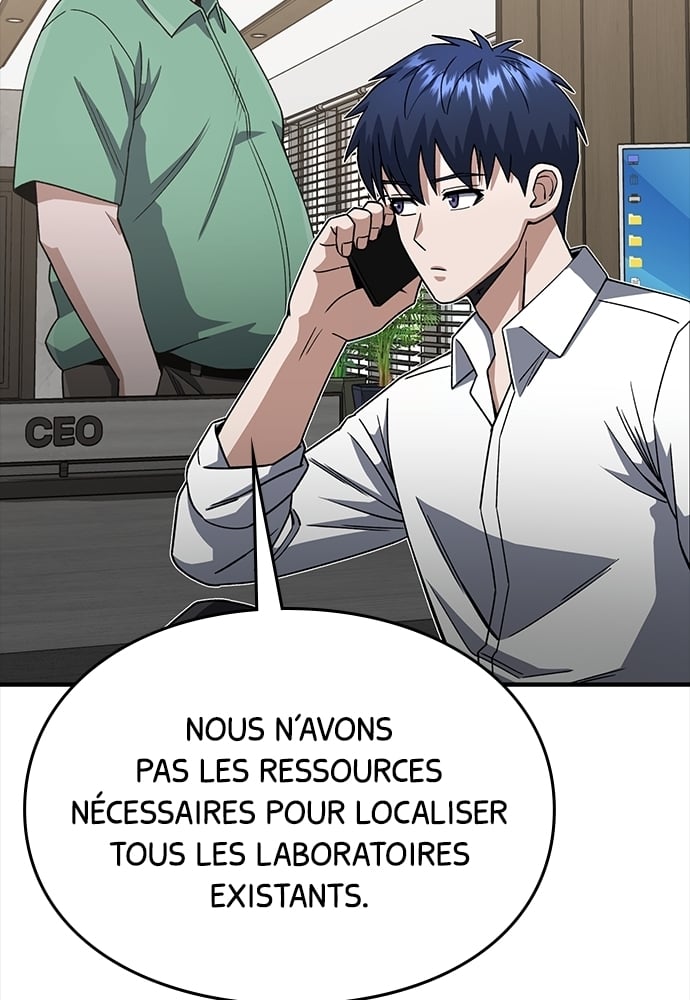 CEO
NOUS N'AVONS
PAS LES RESSOURCES
NÉCESSAIRES POUR LOCALISER
TOUS LES LABORATOIRES
EXISTANTS.